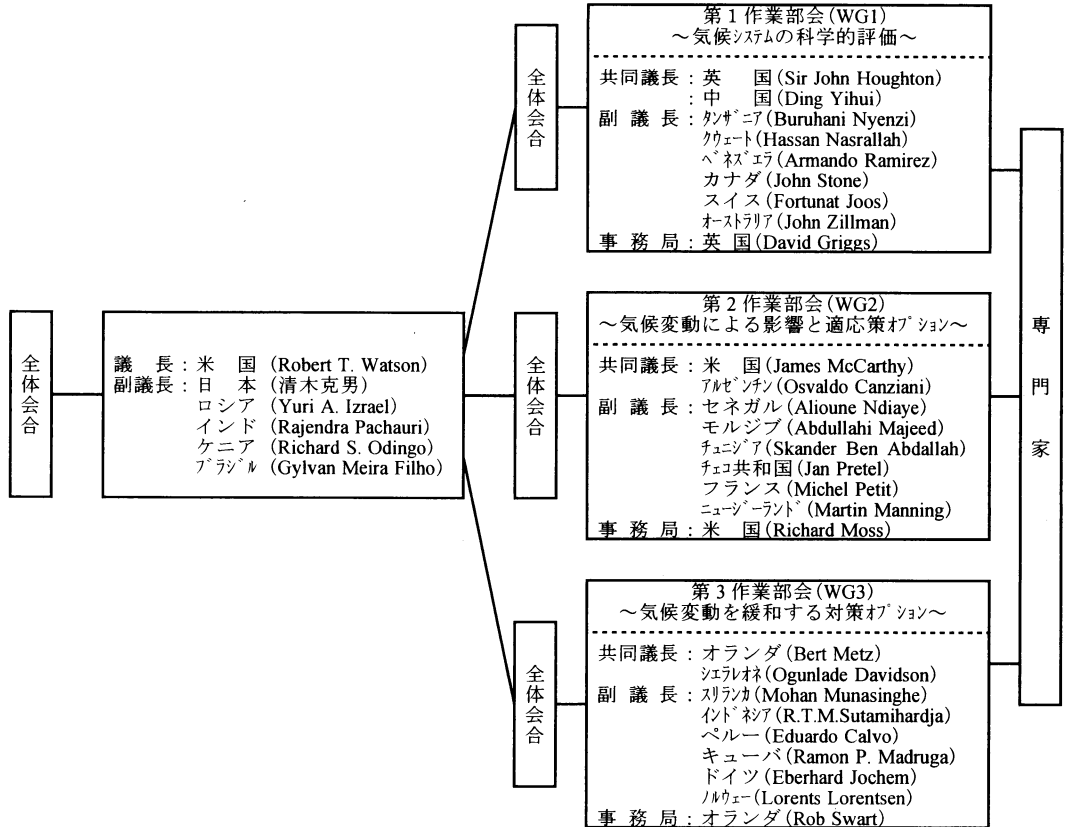 全体会合
議 長：米 国 (Robert T. Watson)
副議長：日 本 (清木克男)
ロシア (Yuri A. Izrael)
インド (Rajendra Pachauri)
ケニア (Richard S. Odingo)
ﾌﾞﾗｼﾞﾙ (Gylvan Meira Filho)
全体会合
第１作業部会(WG1)
～気候ｼｽﾃﾑの科学的評価～
共同議長：英 国(Sir John Houghton)
：中 国(Ding Yihui)
副 議 長：ﾀﾝｻﾞﾆｱ(Buruhani Nyenzi)
ｸｳｪｰﾄ(Hassan Nasrallah)
ﾍﾞﾈｽﾞｴﾗ(Armando Ramirez)
カナダ(John Stone)
スイス(Fortunat Joos)
ｵｰｽﾄﾗﾘｱ(John Zillman)
事 務 局：英 国(David Griggs)
全体会合
第２作業部会(WG2)
～気候変動による影響と適応策ｵﾌﾟｼｮﾝ～
共同議長：米 国(James McCarthy)
ｱﾙｾﾞﾝﾁﾝ(Osvaldo Canziani)
副 議 長：セネガル(Alioune Ndiaye)
モルジブ(Abdullahi Majeed)
ﾁｭﾆｼﾞｱ(Skander Ben Abdallah)
ﾁｪｺ共和国(Jan Pretel)
フランス(Michel Petit)
ﾆｭｰｼﾞｰﾗﾝﾄﾞ(Martin Manning)
事 務 局：米 国(Richard Moss)
全体会合
第３作業部会(WG3)
～気候変動を緩和する対策ｵﾌﾟｼｮﾝ～
共同議長：オランダ(Bert Metz)
ｼｴﾗﾚｵﾈ(Ogunlade Davidson)
副 議 長：ｽﾘﾗﾝｶ(Mohan Munasinghe)
ｲﾝﾄﾞﾈｼｱ(R.T.M.Sutamihardja)
ペルー(Eduardo Calvo)
キューバ(Ramon P. Madruga)
ドイツ(Eberhard Jochem)
ﾉﾙｳｪｰ(Lorents Lorentsen)
事 務 局：オランダ(Rob Swart)
専門家